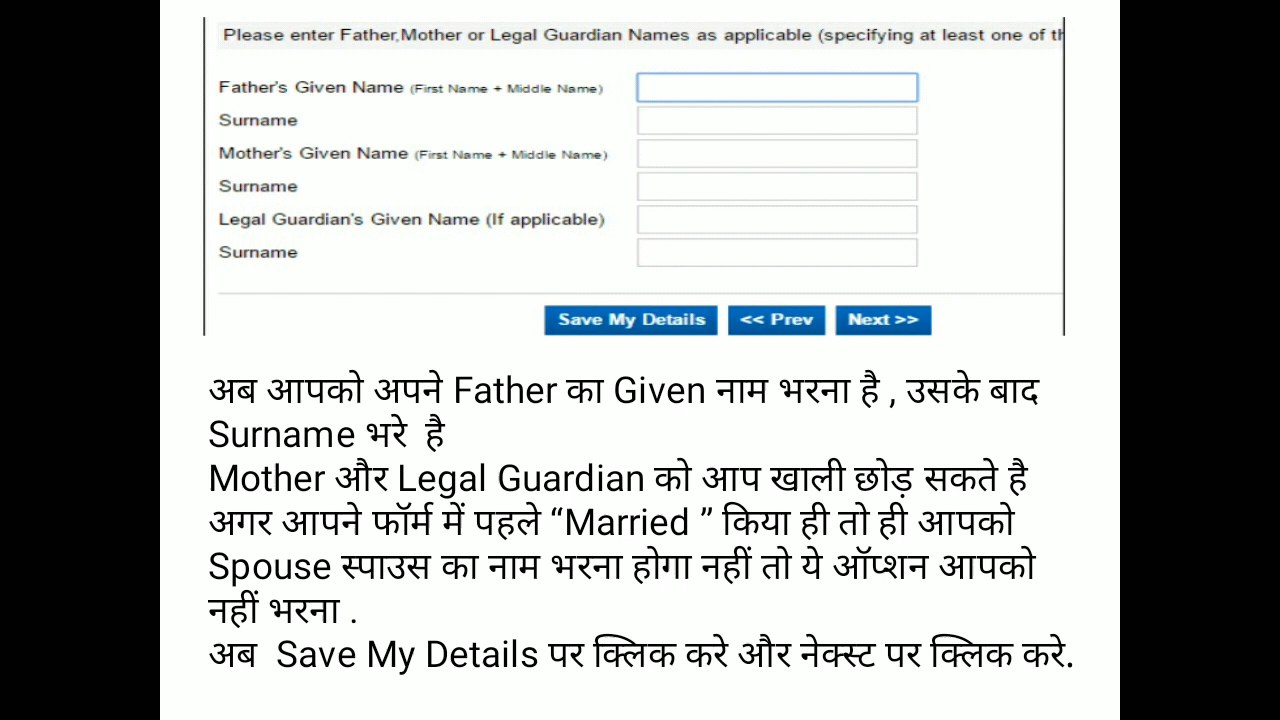 Please enter Father,Mother or Legal Guardian Names as applicable (specifying at least one of th
Father's Given Name (First Name + Middle Name)
Surname
Mother's Given Name (First Name + Middle Name)
Surname
Legal Guardian's Given Name (If applicable)
Surname
Save My Details << Prev Next >>
अब आपको अपने Father का Given नाम भरना है , उसके बाद
Surname भरे है
Mother और Legal Guardian को आप खाली छोड़ सकते है
अगर आपने फॉर्म में पहले “Married ” किया ही तो ही आपको
Spouse स्पाउस का नाम भरना होगा नहीं तो ये ऑप्शन आपको
नहीं भरना .
अब Save My Details पर क्लिक करे और नेक्स्ट पर क्लिक करे.